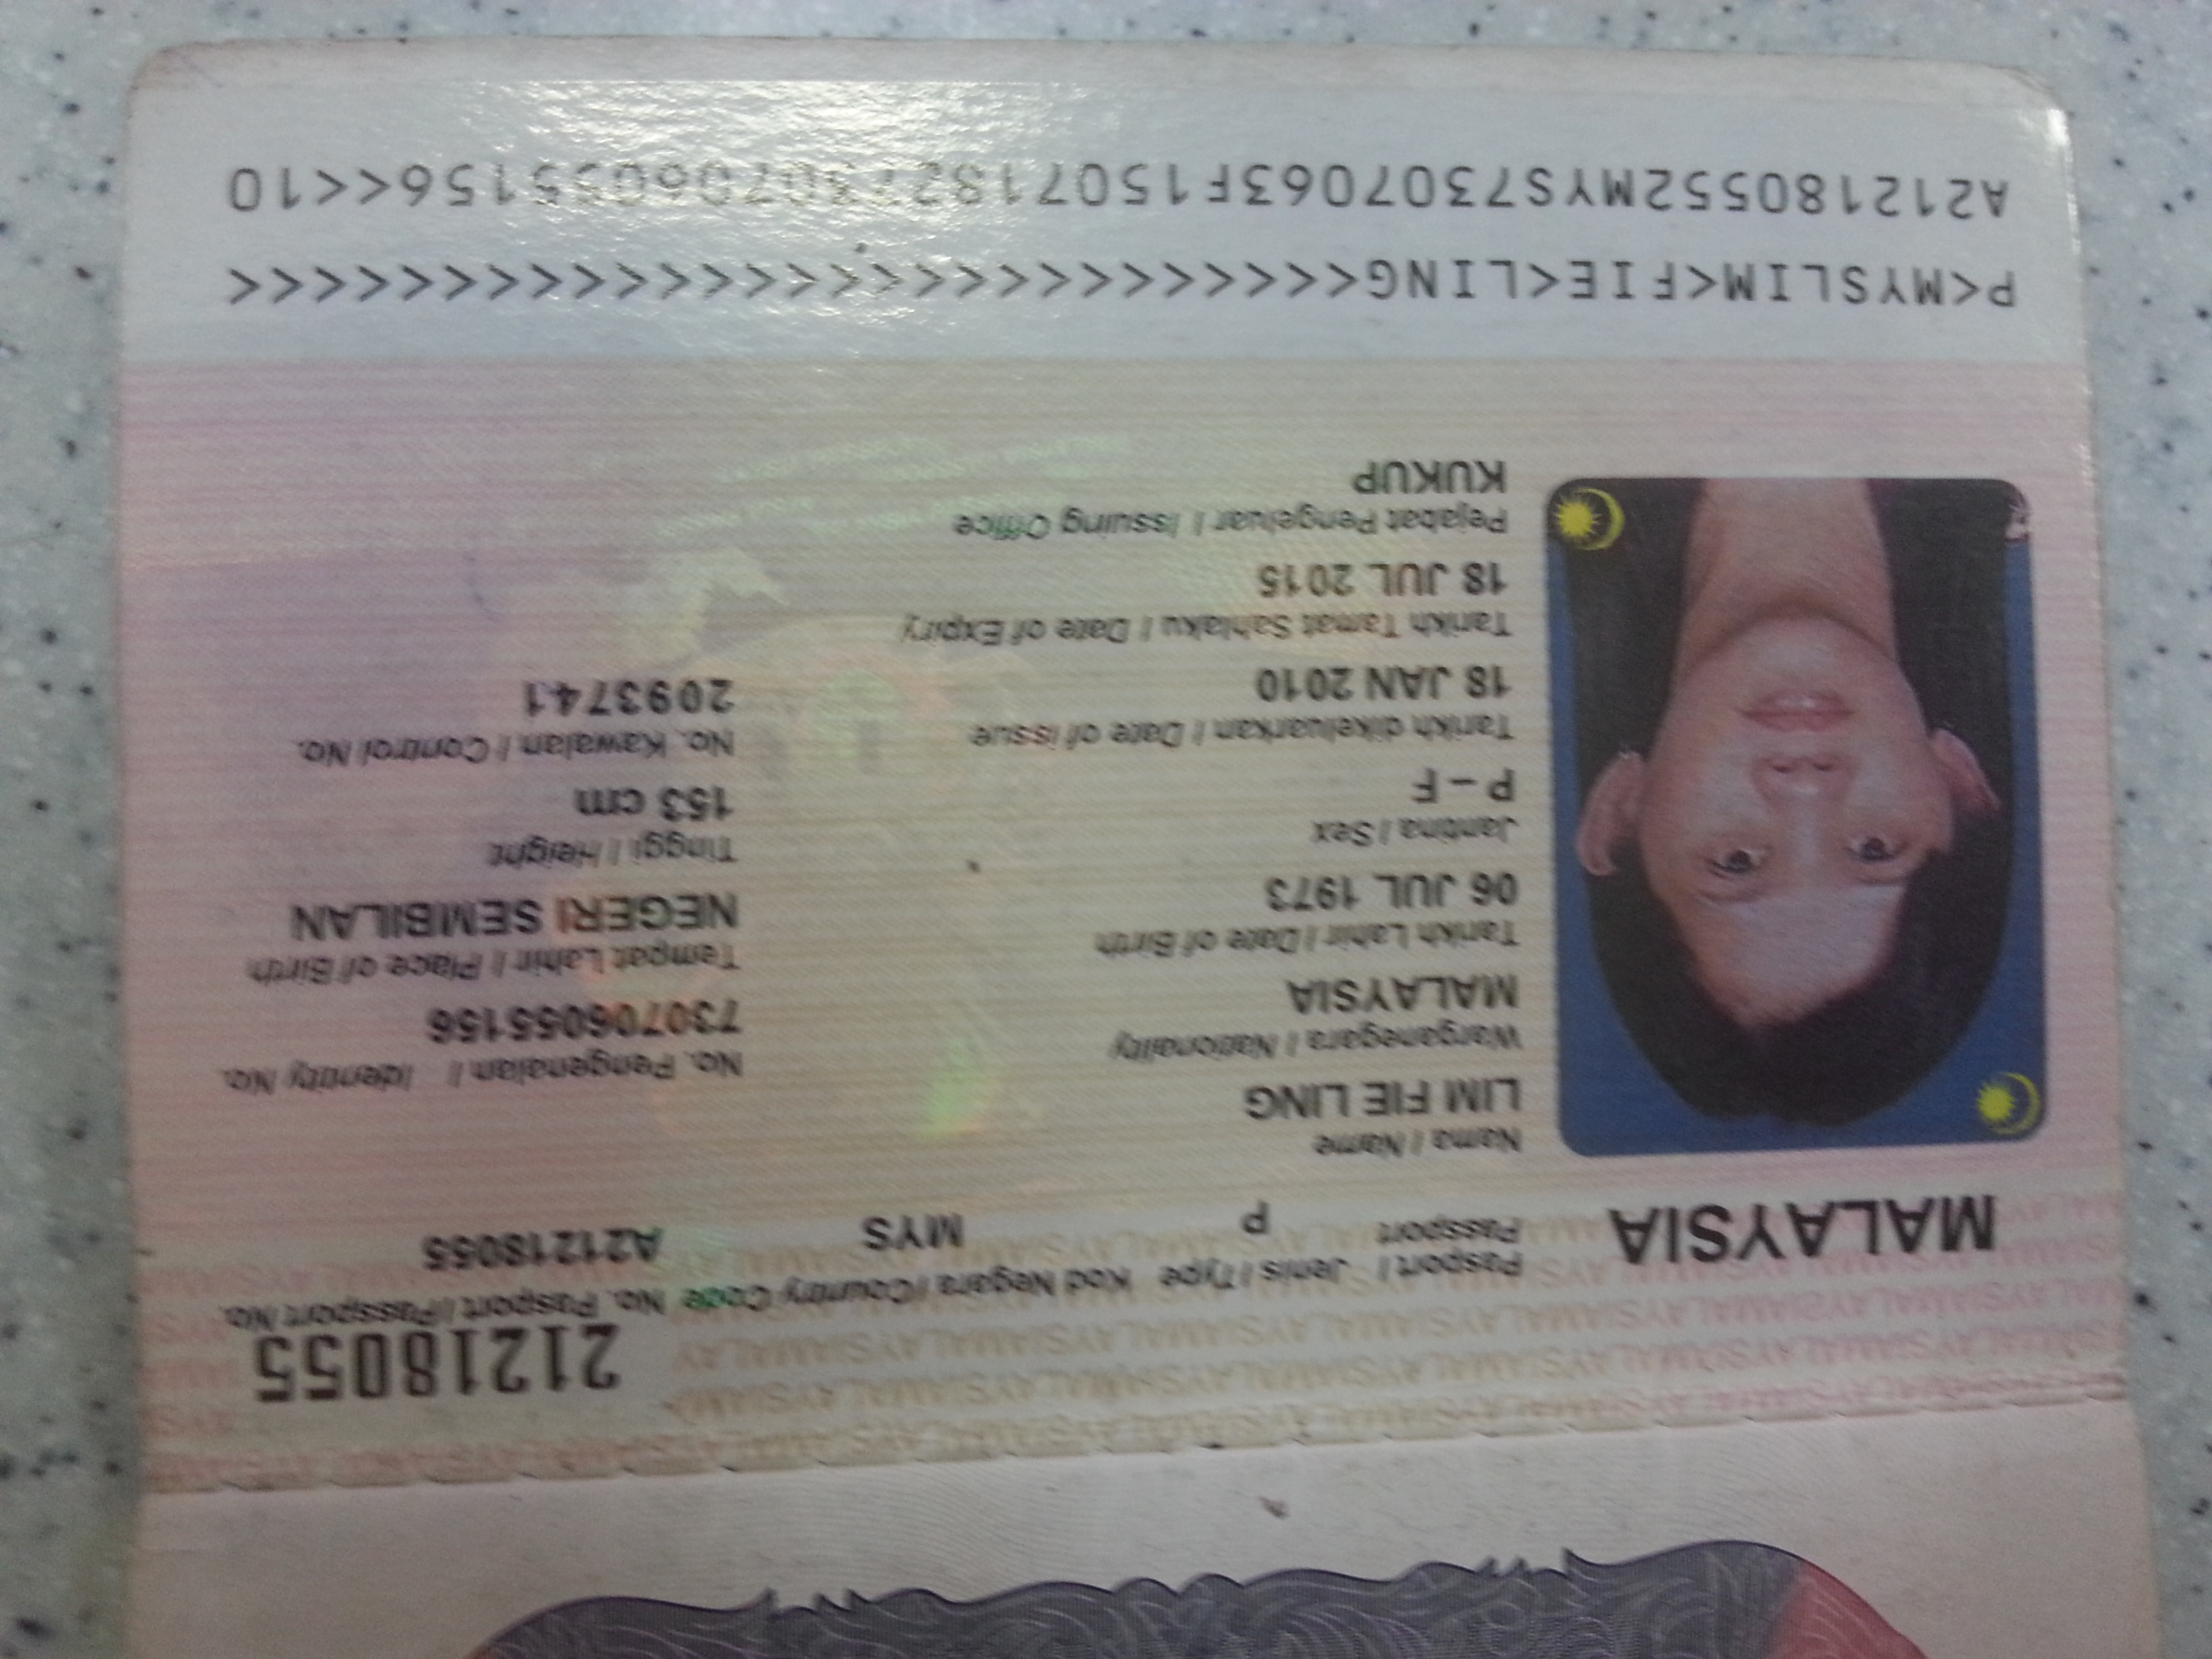 21218055
MALAYSIA
Pasport / Jenis / Type Kod Negara / Country Code No. Pasport / Passport No.
Passport P MYS A21218055
Nama / Name
LIM FIE LING
No. Pengenalan / Identity No.
Warganegara / Nationality
730706055156
MALAYSIA
Tempat Lahir / Place of Birth
Tarikh Lahir / Date of Birth
NEGERI SEMBILAN
06 JUL 1973
Tinggi / Height
Jantina / Sex
153 cm
P – F
No. Kawalan / Control No.
Tarikh dikeluarkan / Date of issue
20937741
18 JAN 2010
Tarikh Tamat Sahlaku / Date of Expiry
18 JUL 2015
Pejabat Pengeluar / Issuing Office
KUKUP
P<MYSLIM<FIE<LING<<<<<<<<<<<<<<<<<<<<<<<<<<<
A212180552MYS7307063F1507182730706055156<<10